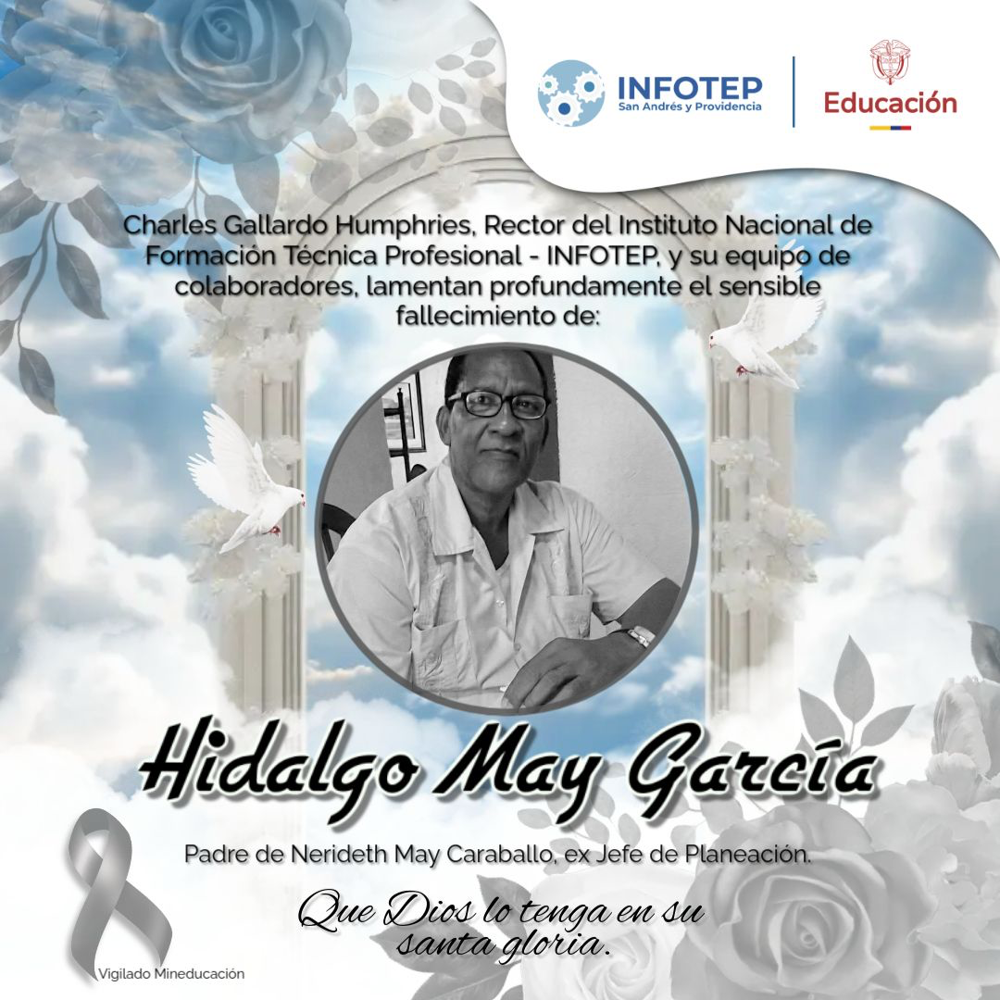 INFOTEP
San Andrés y Providencia
Educación
Charles Gallardo Humphries, Rector del Instituto Nacional de
Formación Técnica Profesional - INFOTEP, y su equipo de
colaboradores, lamentan profundamente el sensible
fallecimiento de:
Hidalgo May García
Padre de Nerideth May Caraballo, ex Jefe de Planeación.
Que Dios lo tenga en su
santa gloria.
Vigilado Mineducación